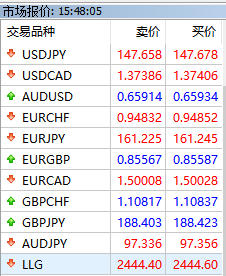 市场报价: 15:48:05
交易品种 卖价 买价
USDJPY 147.658 147.678
USDCAD 1.37386 1.37406
AUDUSD 0.65914 0.65934
EURCHF 0.94832 0.94852
EURJPY 161.225 161.245
EURGBP 0.85567 0.85587
EURCAD 1.50008 1.50028
GBPCHF 1.10817 1.10837
GBPJPY 188.403 188.423
AUDJPY 97.336 97.356
LLG 2444.40 2444.60